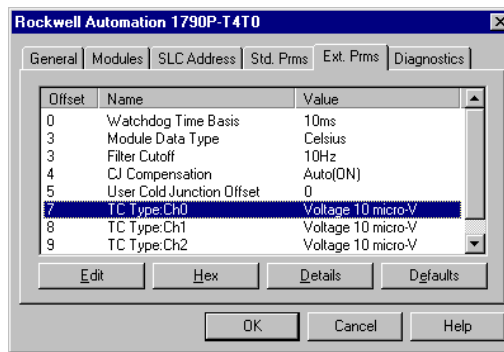 Rockwell Automation 1790P-T4T0
General Modules SLC Address Std. Prms Ext. Prms Diagnostics
Offset Name Value
0 Watchdog Time Basis 10ms
3 Module Data Type Celsius
3 Filter Cutoff 10Hz
4 CJ Compensation Auto(ON)
5 User Cold Junction Offset 0
7 TC Type:Ch0 Voltage 10 micro-V
8 TC Type:Ch1 Voltage 10 micro-V
9 TC Type:Ch2 Voltage 10 micro-V
Edit Hex Details Defaults
OK Cancel Help